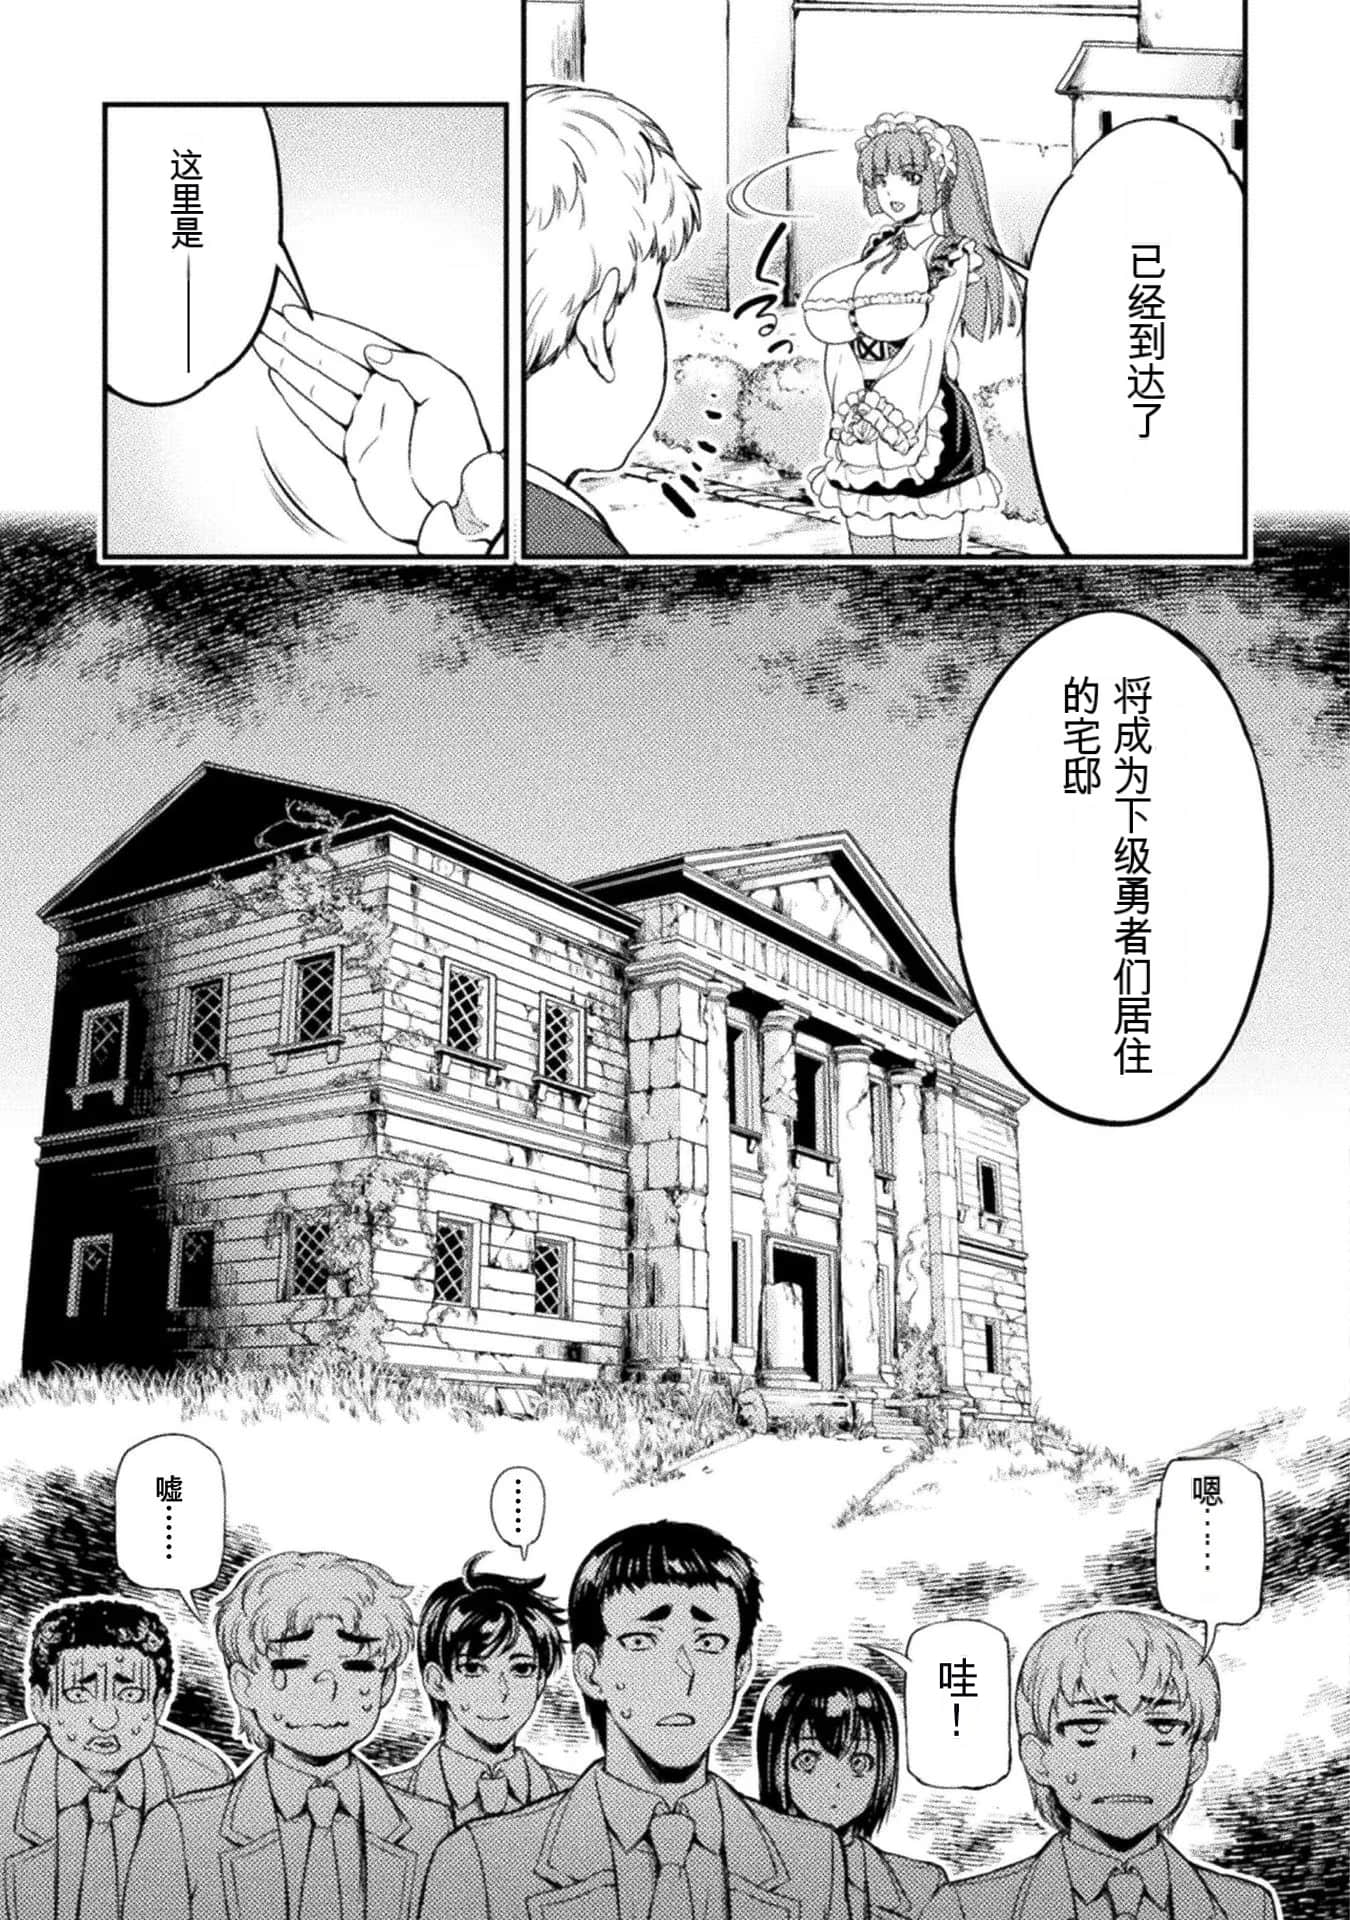 已经到达了
这里是——
将成为下级勇者们居住
的宅邸
嗯……
哇！
……
嘘……